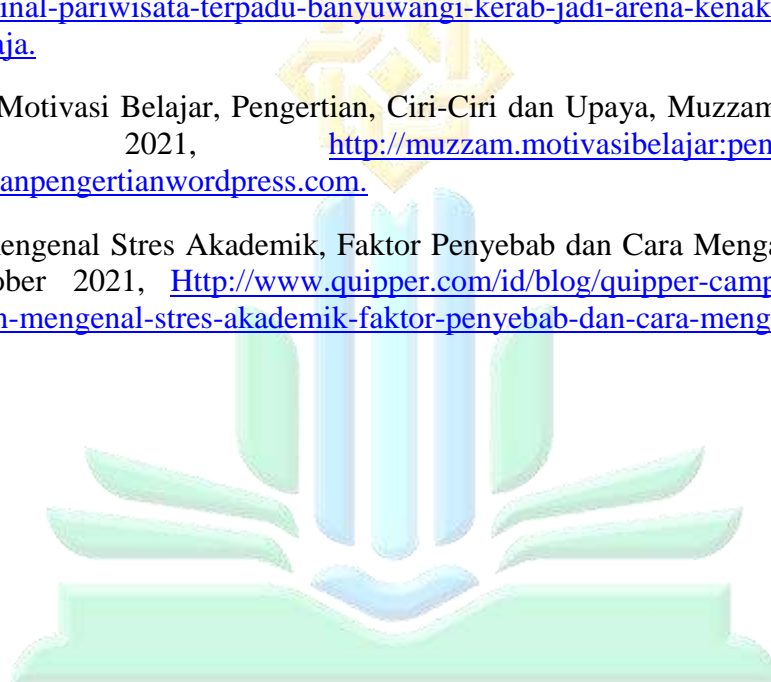 inal-pariwisata-terpadu-banyuwangi-kerab-jadi-arena-kenak
aja.
Motivasi Belajar, Pengertian, Ciri-Ciri dan Upaya, Muzzam
2021, http://muzzam.motivasibelajar:pen
anpengertianwordpress.com.
engenal Stres Akademik, Faktor Penyebab dan Cara Menga
ober 2021, Http://www.quipper.com/id/blog/quipper-camp
n-mengenal-stres-akademik-faktor-penyebab-dan-cara-meng